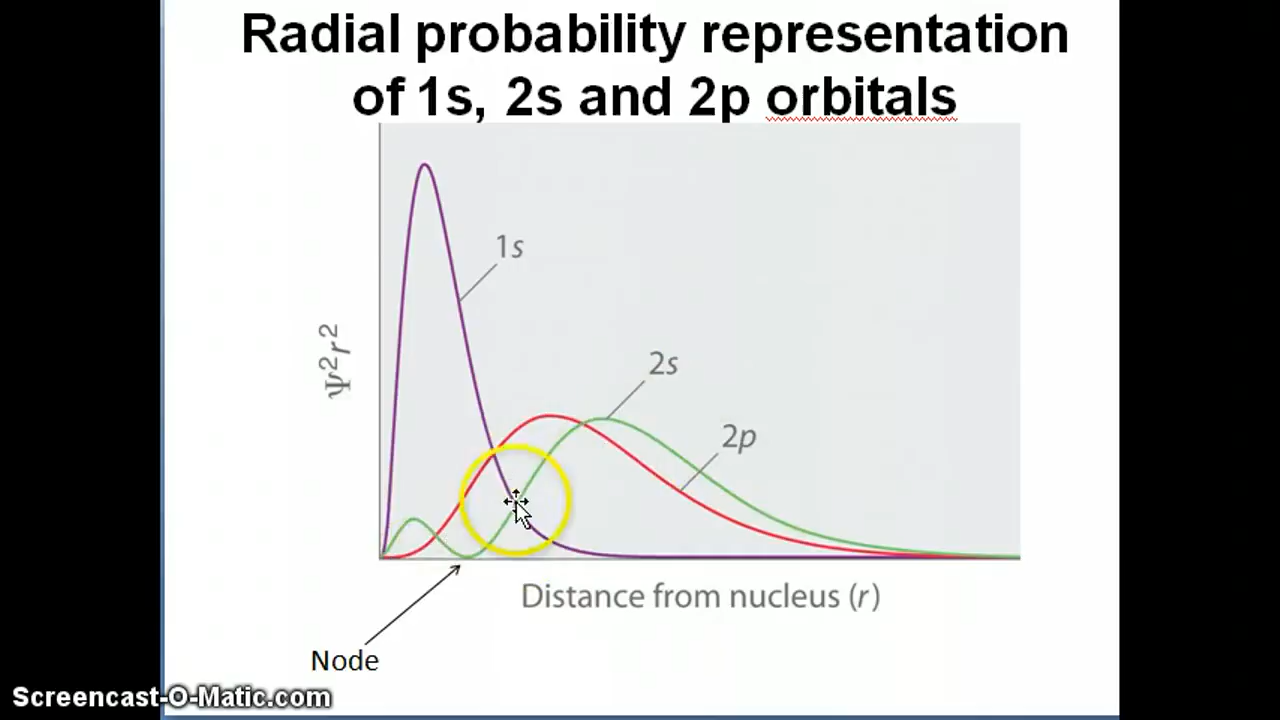 Radial probability representation
of 1s, 2s and 2p orbitals
1s
2s
2p
Ψ²r²
Distance from nucleus (r)
Node
Screencast-O-Matic.com